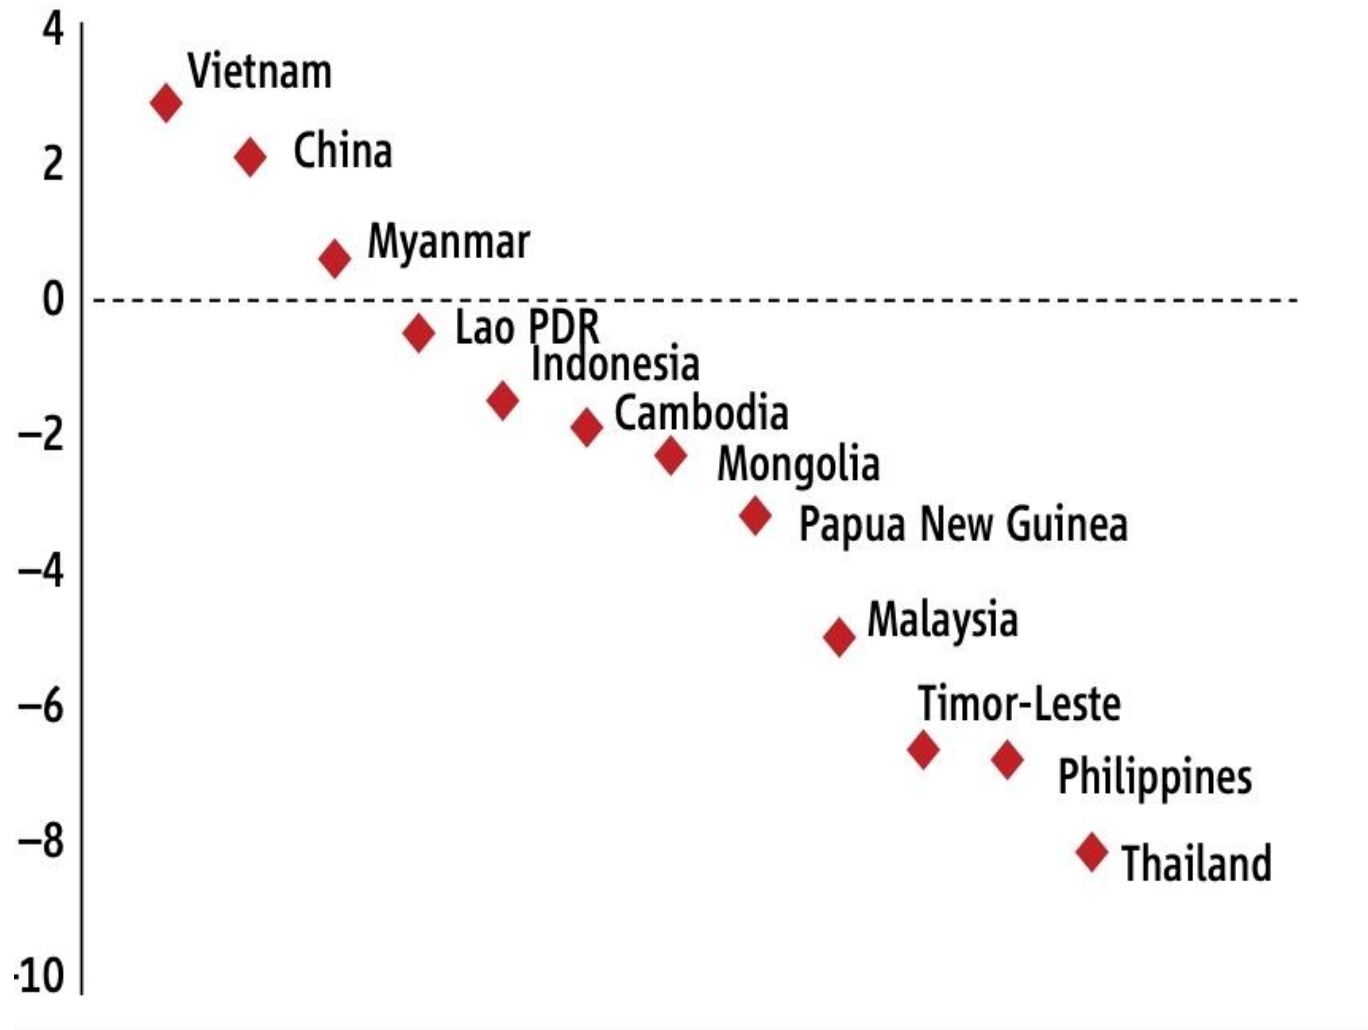 4
Vietnam
China
2
Myanmar
0
Lao PDR
Indonesia
Cambodia
–2
Mongolia
Papua New Guinea
–4
Malaysia
Timor-Leste
–6
Philippines
–8
Thailand
-10